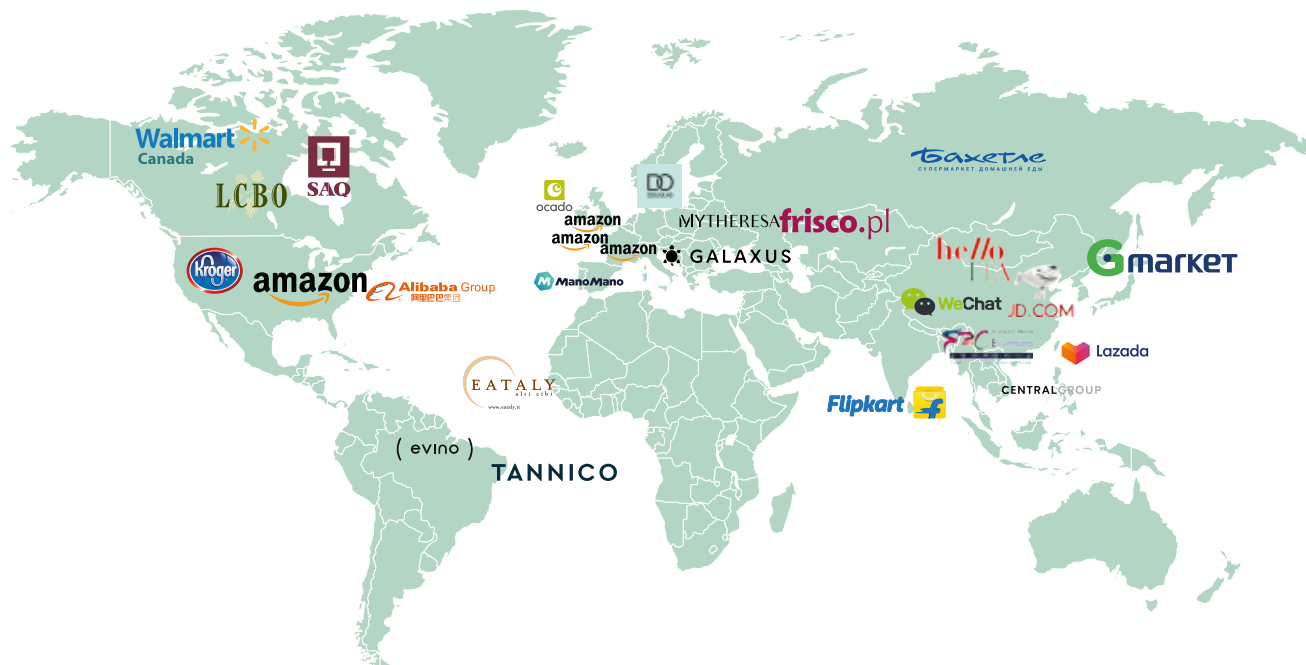 Walmart
Canada
LCBO
SAQ
Kroger
amazon
Alibaba Group
阿里巴巴集团
ocado
amazon
amazon
amazon
ManoMano
MYTHERESA
frisco.pl
GALAXUS
Бахетле
СУПЕРМАРКЕТ ДОМАШНЕЙ ЕДЫ
hello
ITA
Gmarket
WeChat
JD.COM
Lazada
CENTRALGROUP
Flipkart
EATALY
alti cibi
www.eataly.it
( evino )
TANNICO